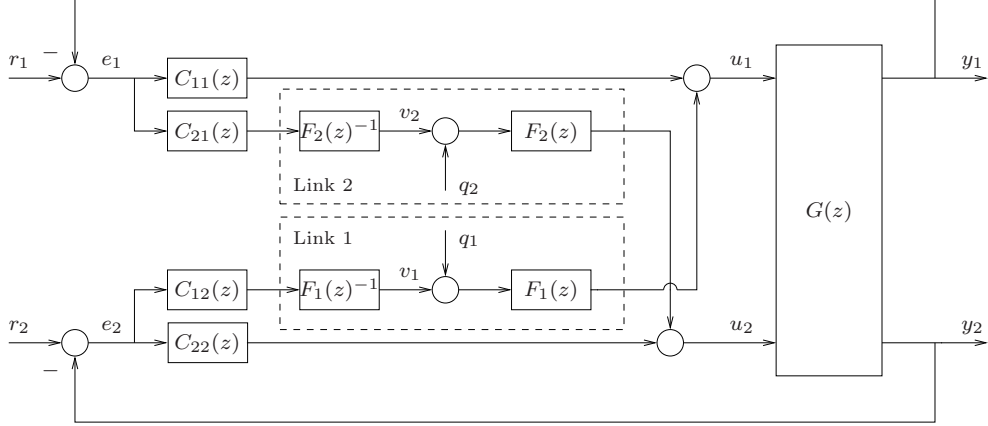 −
r₁
e₁
C₁₁(z)
u₁
y₁
C₂₁(z)
F₂(z)⁻¹
v₂
F₂(z)
Link 2
q₂
G(z)
Link 1
q₁
C₁₂(z)
F₁(z)⁻¹
v₁
F₁(z)
r₂
e₂
C₂₂(z)
u₂
y₂
−